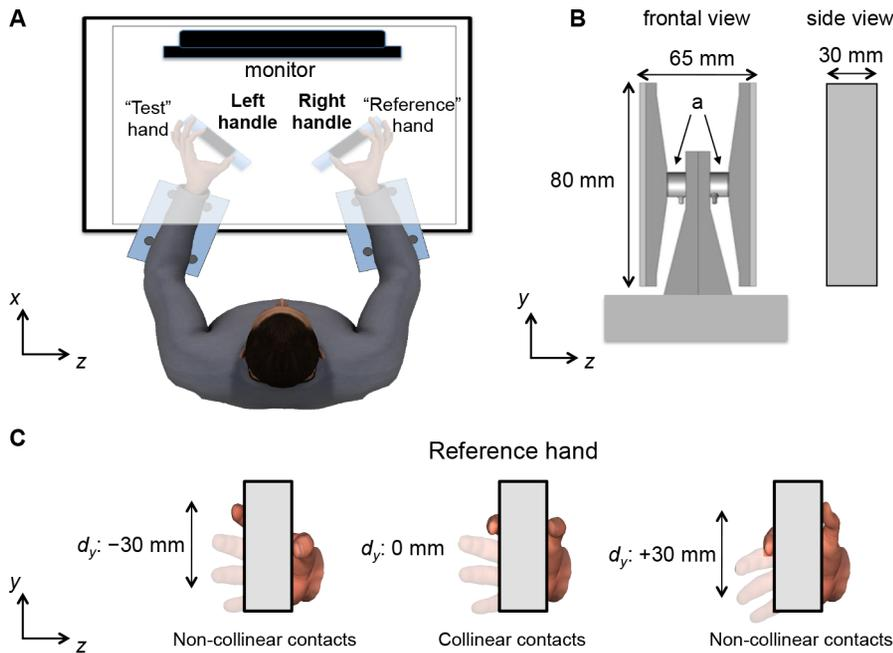 A
monitor
"Test"
hand
Left
handle
Right
handle
"Reference"
hand
x
z
B
frontal view
side view
65 mm
30 mm
a
80 mm
y
z
C
Reference hand
dy: −30 mm
dy: 0 mm
dy: +30 mm
y
z
Non-collinear contacts
Collinear contacts
Non-collinear contacts